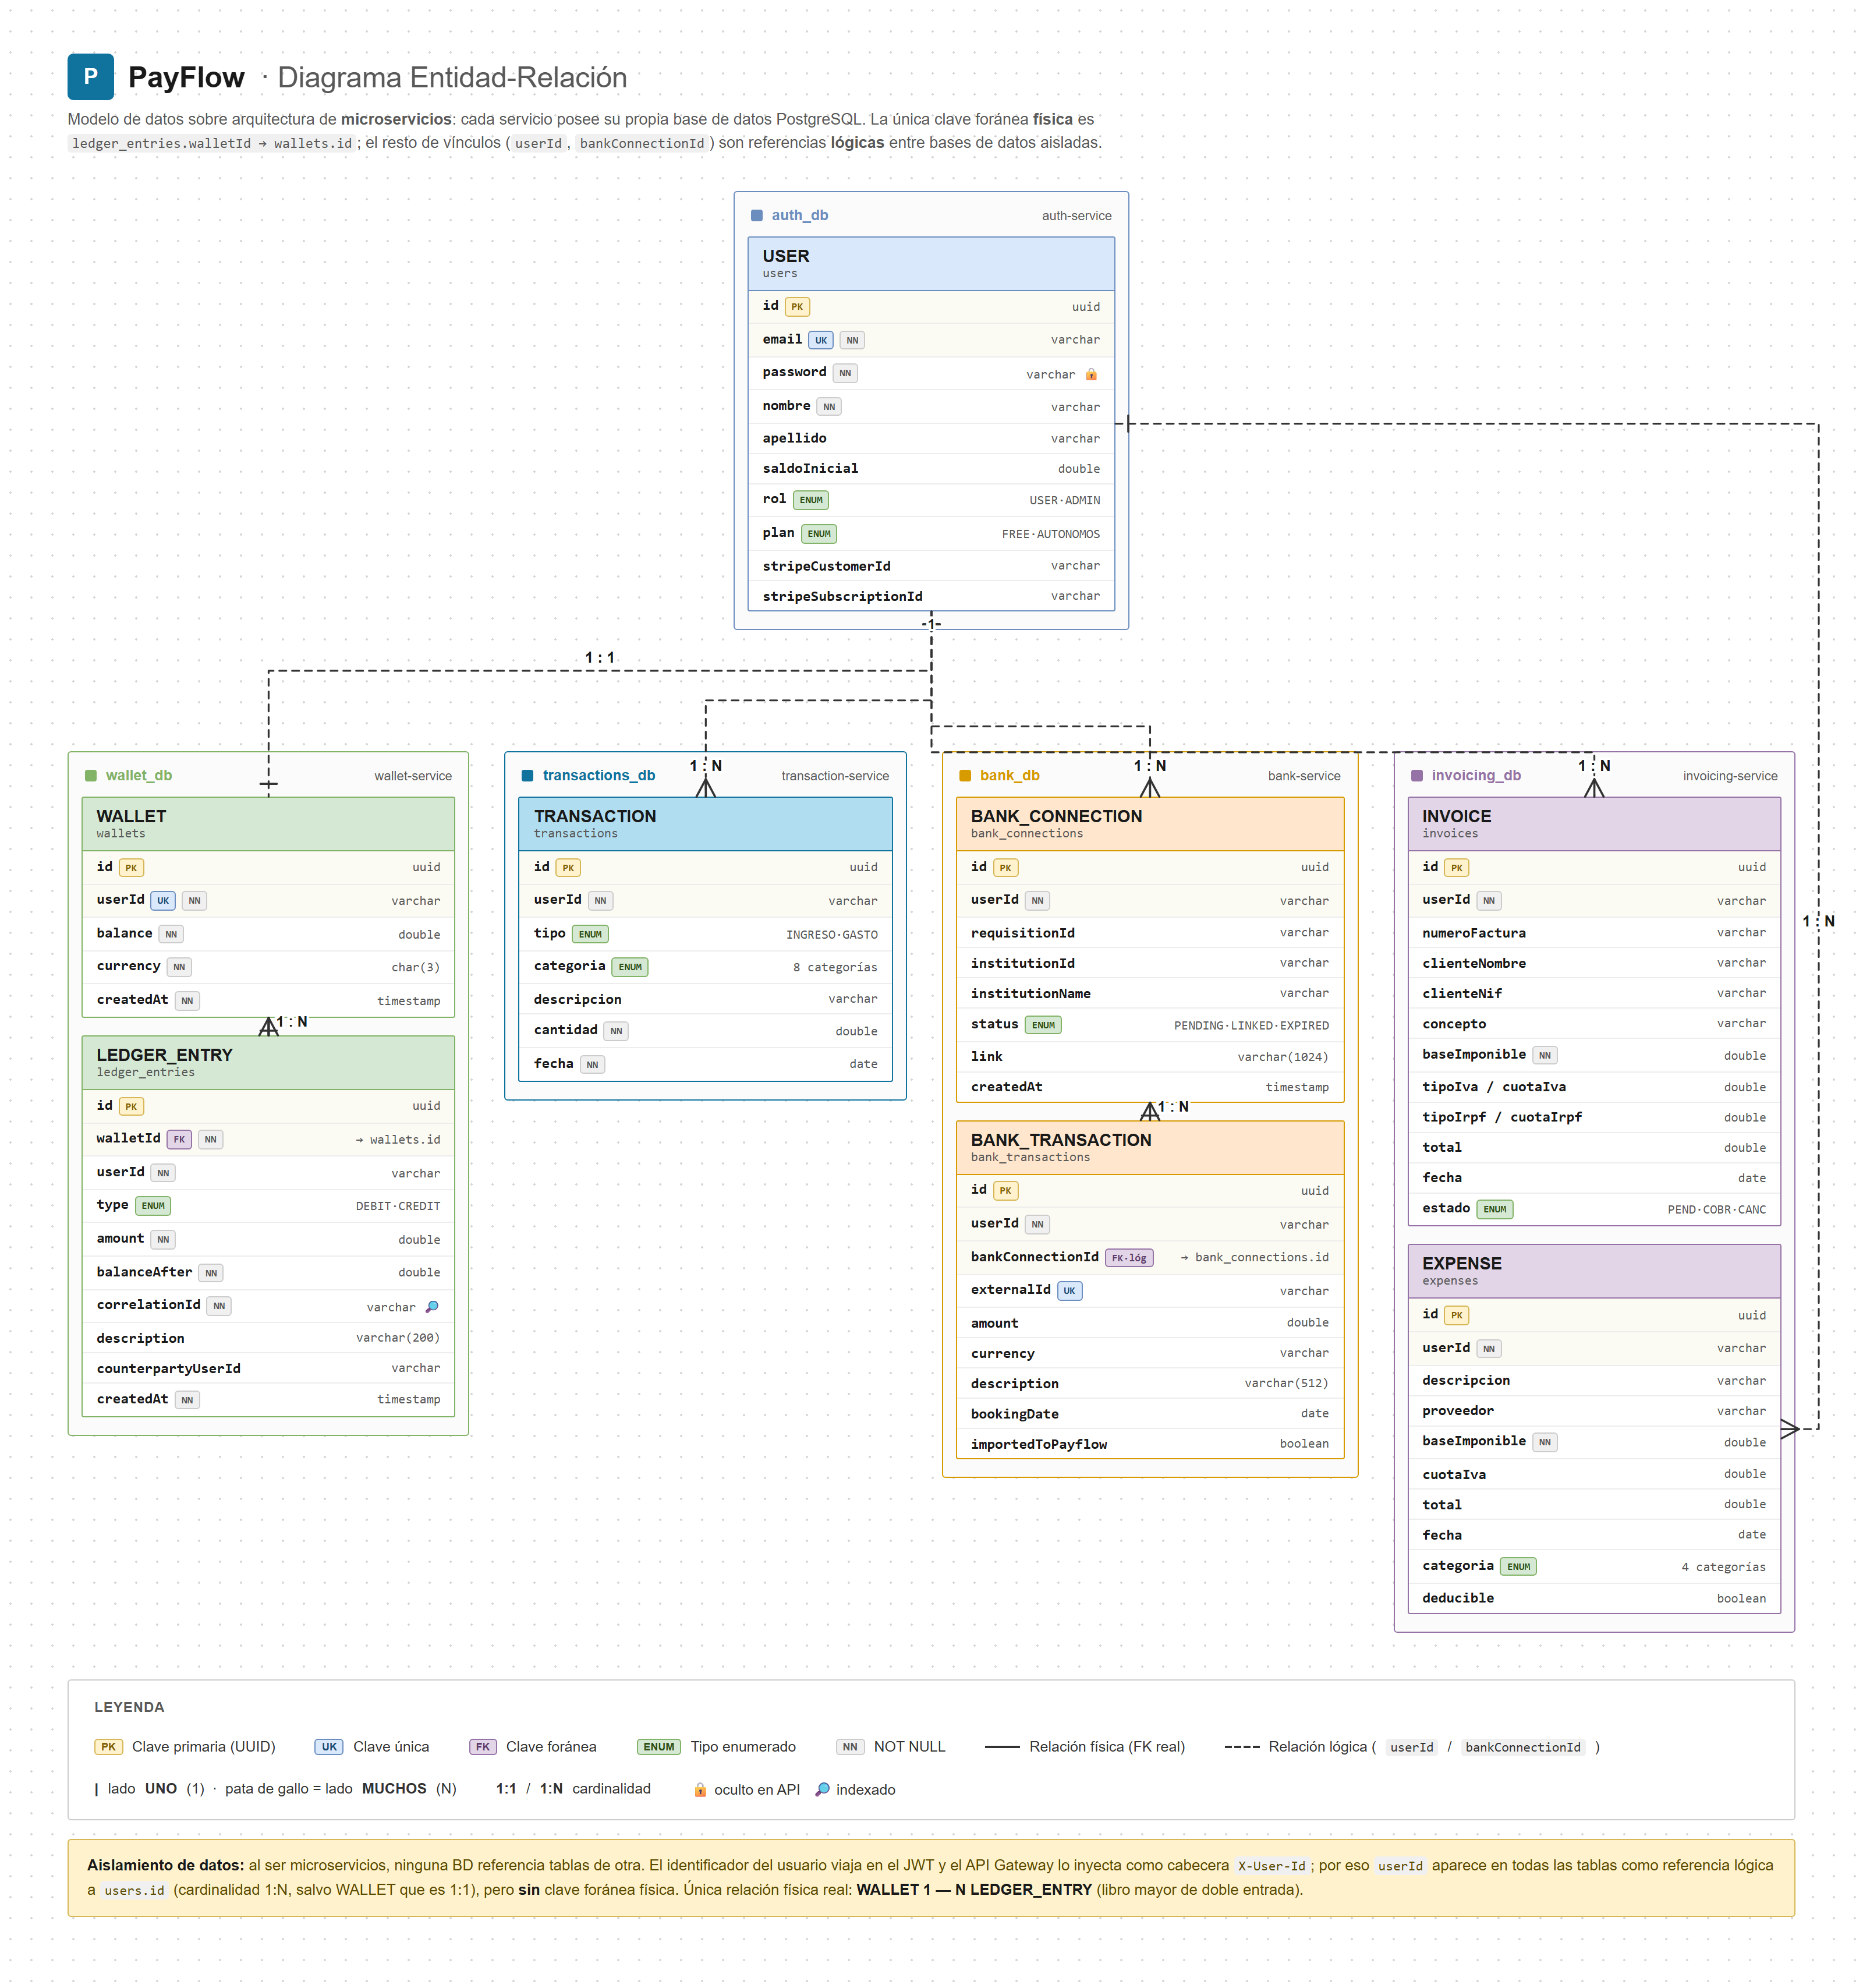 P PayFlow · Diagrama Entidad-Relación
Modelo de datos sobre arquitectura de microservicios: cada servicio posee su propia base de datos PostgreSQL. La única clave foránea física es
ledger_entries.walletId → wallets.id ; el resto de vínculos ( userId , bankConnectionId ) son referencias lógicas entre bases de datos aisladas.
auth_db auth-service
USER
users
id PK uuid
email UK NN varchar
password NN varchar 🔒
nombre NN varchar
apellido varchar
saldoInicial double
rol ENUM USER·ADMIN
plan ENUM FREE·AUTONOMOS
stripeCustomerId varchar
stripeSubscriptionId varchar
1
1 : 1
wallet_db wallet-service
WALLET
wallets
id PK uuid
userId UK NN varchar
balance NN double
currency NN char(3)
createdAt NN timestamp
1 : N
LEDGER_ENTRY
ledger_entries
id PK uuid
walletId FK NN → wallets.id
userId NN varchar
type ENUM DEBIT·CREDIT
amount NN double
balanceAfter NN double
correlationId NN varchar 🔎
description varchar(200)
counterpartyUserId varchar
createdAt NN timestamp
1 : N
transactions_db transaction-service
TRANSACTION
transactions
id PK uuid
userId NN varchar
tipo ENUM INGRESO·GASTO
categoria ENUM 8 categorías
descripcion varchar
cantidad NN double
fecha NN date
1 : N
bank_db bank-service
BANK_CONNECTION
bank_connections
id PK uuid
userId NN varchar
requisitionId varchar
institutionId varchar
institutionName varchar
status ENUM PENDING·LINKED·EXPIRED
link varchar(1024)
createdAt timestamp
1 : N
BANK_TRANSACTION
bank_transactions
id PK uuid
userId NN varchar
bankConnectionId FK·lóg → bank_connections.id
externalId UK varchar
amount double
currency varchar
description varchar(512)
bookingDate date
importedToPayflow boolean
1 : N
invoicing_db invoicing-service
INVOICE
invoices
id PK uuid
userId NN varchar
numeroFactura varchar
clienteNombre varchar
clienteNif varchar
concepto varchar
baseImponible NN double
tipoIva / cuotaIva double
tipoIrpf / cuotaIrpf double
total double
fecha date
estado ENUM PEND·COBR·CANC
1 : N
EXPENSE
expenses
id PK uuid
userId NN varchar
descripcion varchar
proveedor varchar
baseImponible NN double
cuotaIva double
total double
fecha date
categoria ENUM 4 categorías
deducible boolean
LEYENDA
PK Clave primaria (UUID) UK Clave única FK Clave foránea ENUM Tipo enumerado NN NOT NULL Relación física (FK real) Relación lógica ( userId / bankConnectionId )
| lado UNO (1) · pata de gallo = lado MUCHOS (N) 1:1 / 1:N cardinalidad 🔒 oculto en API 🔎 indexado
Aislamiento de datos: al ser microservicios, ninguna BD referencia tablas de otra. El identificador del usuario viaja en el JWT y el API Gateway lo inyecta como cabecera X-User-Id ; por eso userId aparece en todas las tablas como referencia lógica
a users.id (cardinalidad 1:N, salvo WALLET que es 1:1), pero sin clave foránea física. Única relación física real: WALLET 1 — N LEDGER_ENTRY (libro mayor de doble entrada).